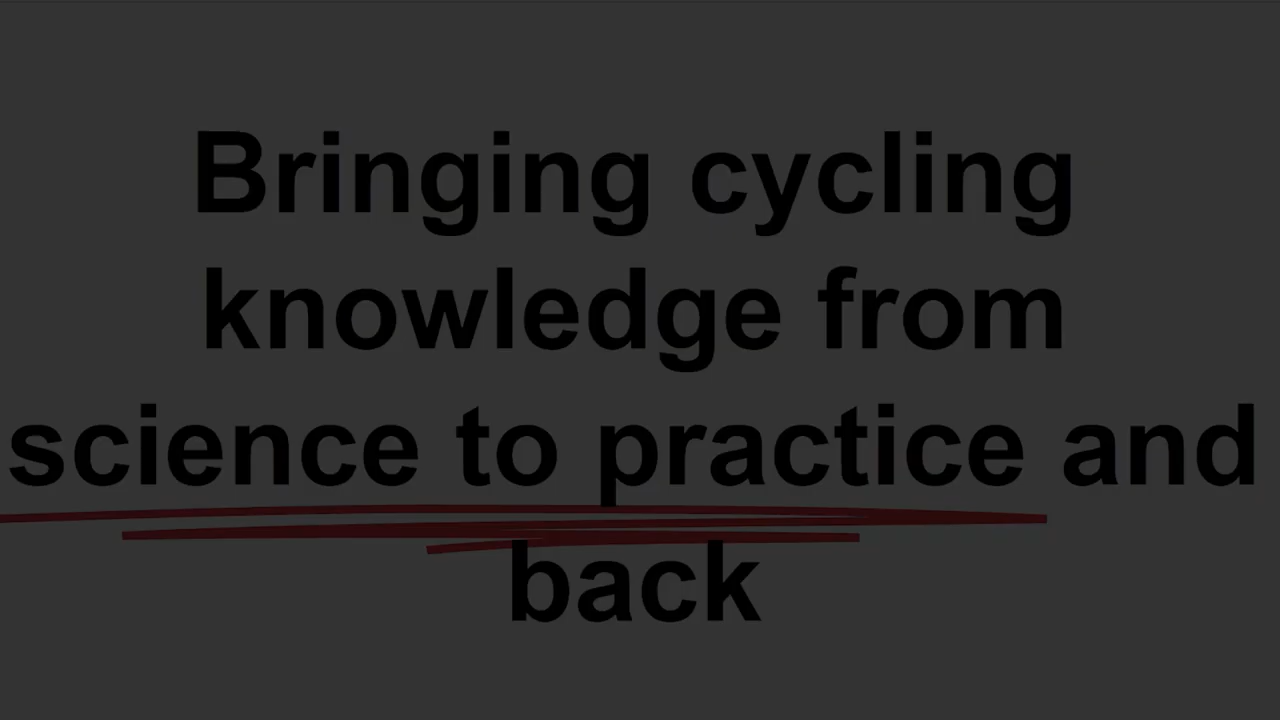 Bringing cycling
knowledge from
science to practice and
back